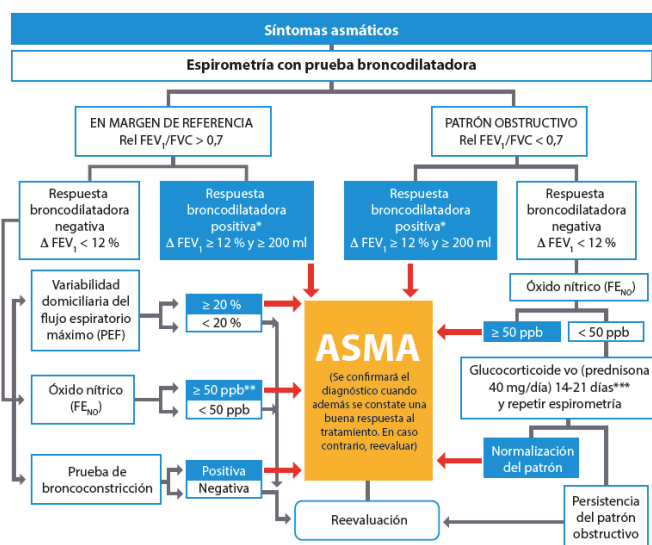 Síntomas asmáticos
Espirometría con prueba broncodilatadora
EN MARGEN DE REFERENCIA
Rel FEV₁/FVC > 0,7
PATRÓN OBSTRUCTIVO
Rel FEV₁/FVC < 0,7
Respuesta
broncodilatadora
negativa
Δ FEV₁ < 12 %
Respuesta
broncodilatadora
positiva*
Δ FEV₁ ≥ 12 % y ≥ 200 ml
Respuesta
broncodilatadora
positiva*
Δ FEV₁ ≥ 12 % y ≥ 200 ml
Respuesta
broncodilatadora
negativa
Δ FEV₁ < 12 %
Variabilidad
domiciliaria del
flujo espiratorio
máximo (PEF)
≥ 20 %
< 20 %
Óxido nítrico
(FE_NO)
≥ 50 ppb**
< 50 ppb
Prueba de
broncoconstricción
Positiva
Negativa
ASMA
(Se confirmará el
diagnóstico cuando
además se constate una
buena respuesta al
tratamiento. En caso
contrario, reevaluar)
Reevaluación
Óxido nítrico (FE_NO)
≥ 50 ppb
< 50 ppb
Glucocorticoide vo (prednisona
40 mg/día) 14-21 días***
y repetir espirometría
Normalización
del patrón
Persistencia
del patrón
obstructivo